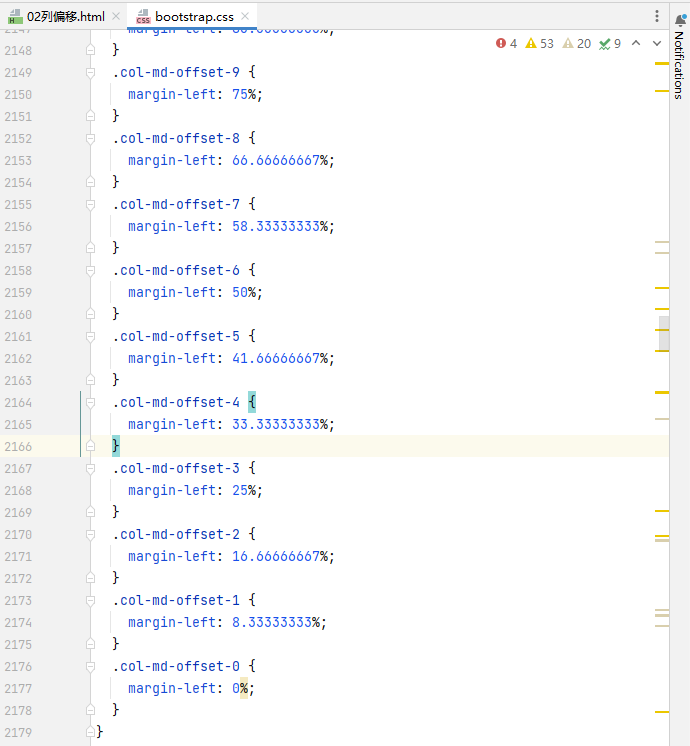 02列偏移.html
bootstrap.css
4 53 20 9
Notifications
2148 }
2149 .col-md-offset-9 {
2150 margin-left: 75%;
2151 }
2152 .col-md-offset-8 {
2153 margin-left: 66.66666667%;
2154 }
2155 .col-md-offset-7 {
2156 margin-left: 58.33333333%;
2157 }
2158 .col-md-offset-6 {
2159 margin-left: 50%;
2160 }
2161 .col-md-offset-5 {
2162 margin-left: 41.66666667%;
2163 }
2164 .col-md-offset-4 {
2165 margin-left: 33.33333333%;
2166 }
2167 .col-md-offset-3 {
2168 margin-left: 25%;
2169 }
2170 .col-md-offset-2 {
2171 margin-left: 16.66666667%;
2172 }
2173 .col-md-offset-1 {
2174 margin-left: 8.33333333%;
2175 }
2176 .col-md-offset-0 {
2177 margin-left: 0%;
2178 }
2179 }